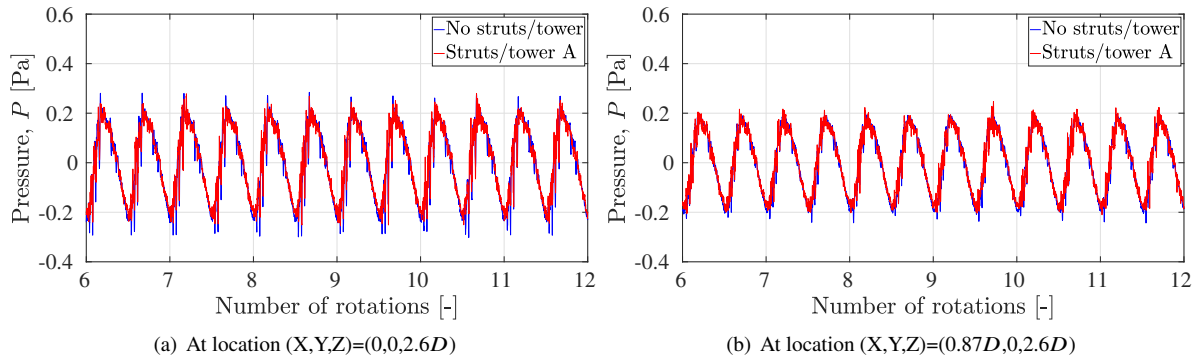 0.6
0.4
0.2
0
-0.2
-0.4
Pressure, P [Pa]
No struts/tower
Struts/tower A
6 7 8 9 10 11 12
Number of rotations [-]
(a) At location (X,Y,Z)=(0,0,2.6D)
0.6
0.4
0.2
0
-0.2
-0.4
Pressure, P [Pa]
No struts/tower
Struts/tower A
6 7 8 9 10 11 12
Number of rotations [-]
(b) At location (X,Y,Z)=(0.87D,0,2.6D)